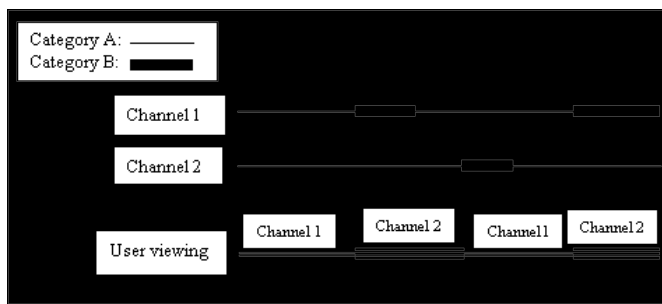 Category A:
Category B:
Channel 1
Channel 2
User viewing
Channel 1
Channel 2
Channel1
Channel 2